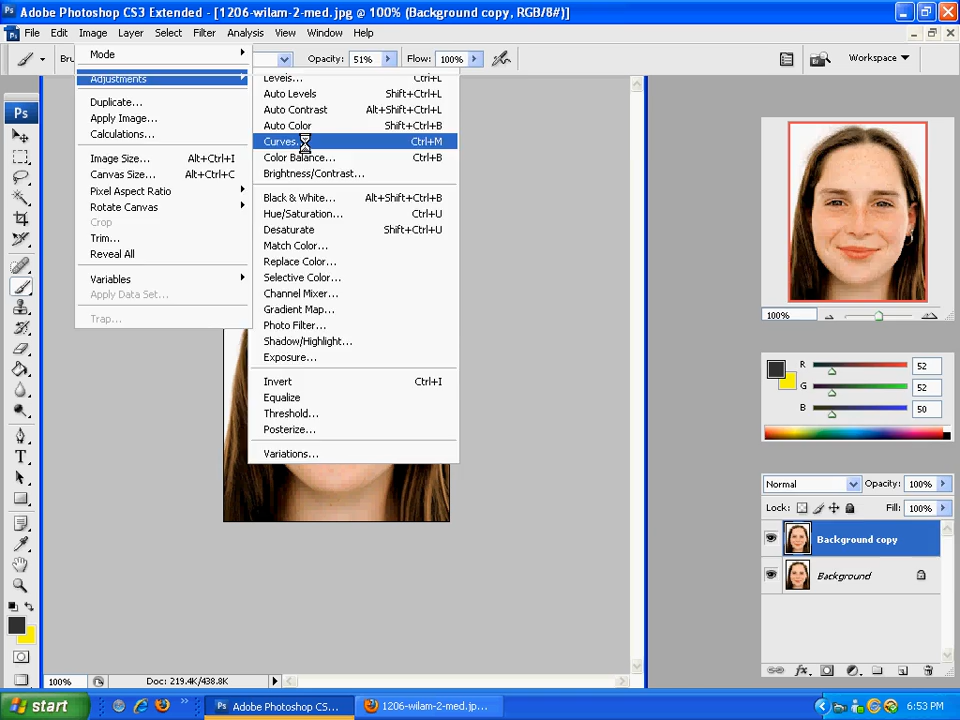 Adobe Photoshop CS3 Extended - [1206-wilam-2-med.jpg @ 100% (Background copy, RGB/8#)]
File Edit Image Layer Select Filter Analysis View Window Help
Opacity: 51% Flow: 100% Workspace
Mode
Adjustments
Duplicate...
Apply Image...
Calculations...
Image Size... Alt+Ctrl+I
Canvas Size... Alt+Ctrl+C
Pixel Aspect Ratio
Rotate Canvas
Crop
Trim...
Reveal All
Variables
Apply Data Set...
Trap...
Levels... Ctrl+L
Auto Levels Shift+Ctrl+L
Auto Contrast Alt+Shift+Ctrl+L
Auto Color Shift+Ctrl+B
Curves... Ctrl+M
Color Balance... Ctrl+B
Brightness/Contrast...
Black & White... Alt+Shift+Ctrl+B
Hue/Saturation... Ctrl+U
Desaturate Shift+Ctrl+U
Match Color...
Replace Color...
Selective Color...
Channel Mixer...
Gradient Map...
Photo Filter...
Shadow/Highlight...
Exposure...
Invert Ctrl+I
Equalize
Threshold...
Posterize...
Variations...
Ps
T
100%
R 52
G 52
B 50
Normal Opacity: 100%
Lock: Fill: 100%
Background copy
Background
100% Doc: 219.4K/438.8K
start Adobe Photoshop CS... 1206-wilam-2-med.jp... 6:53 PM